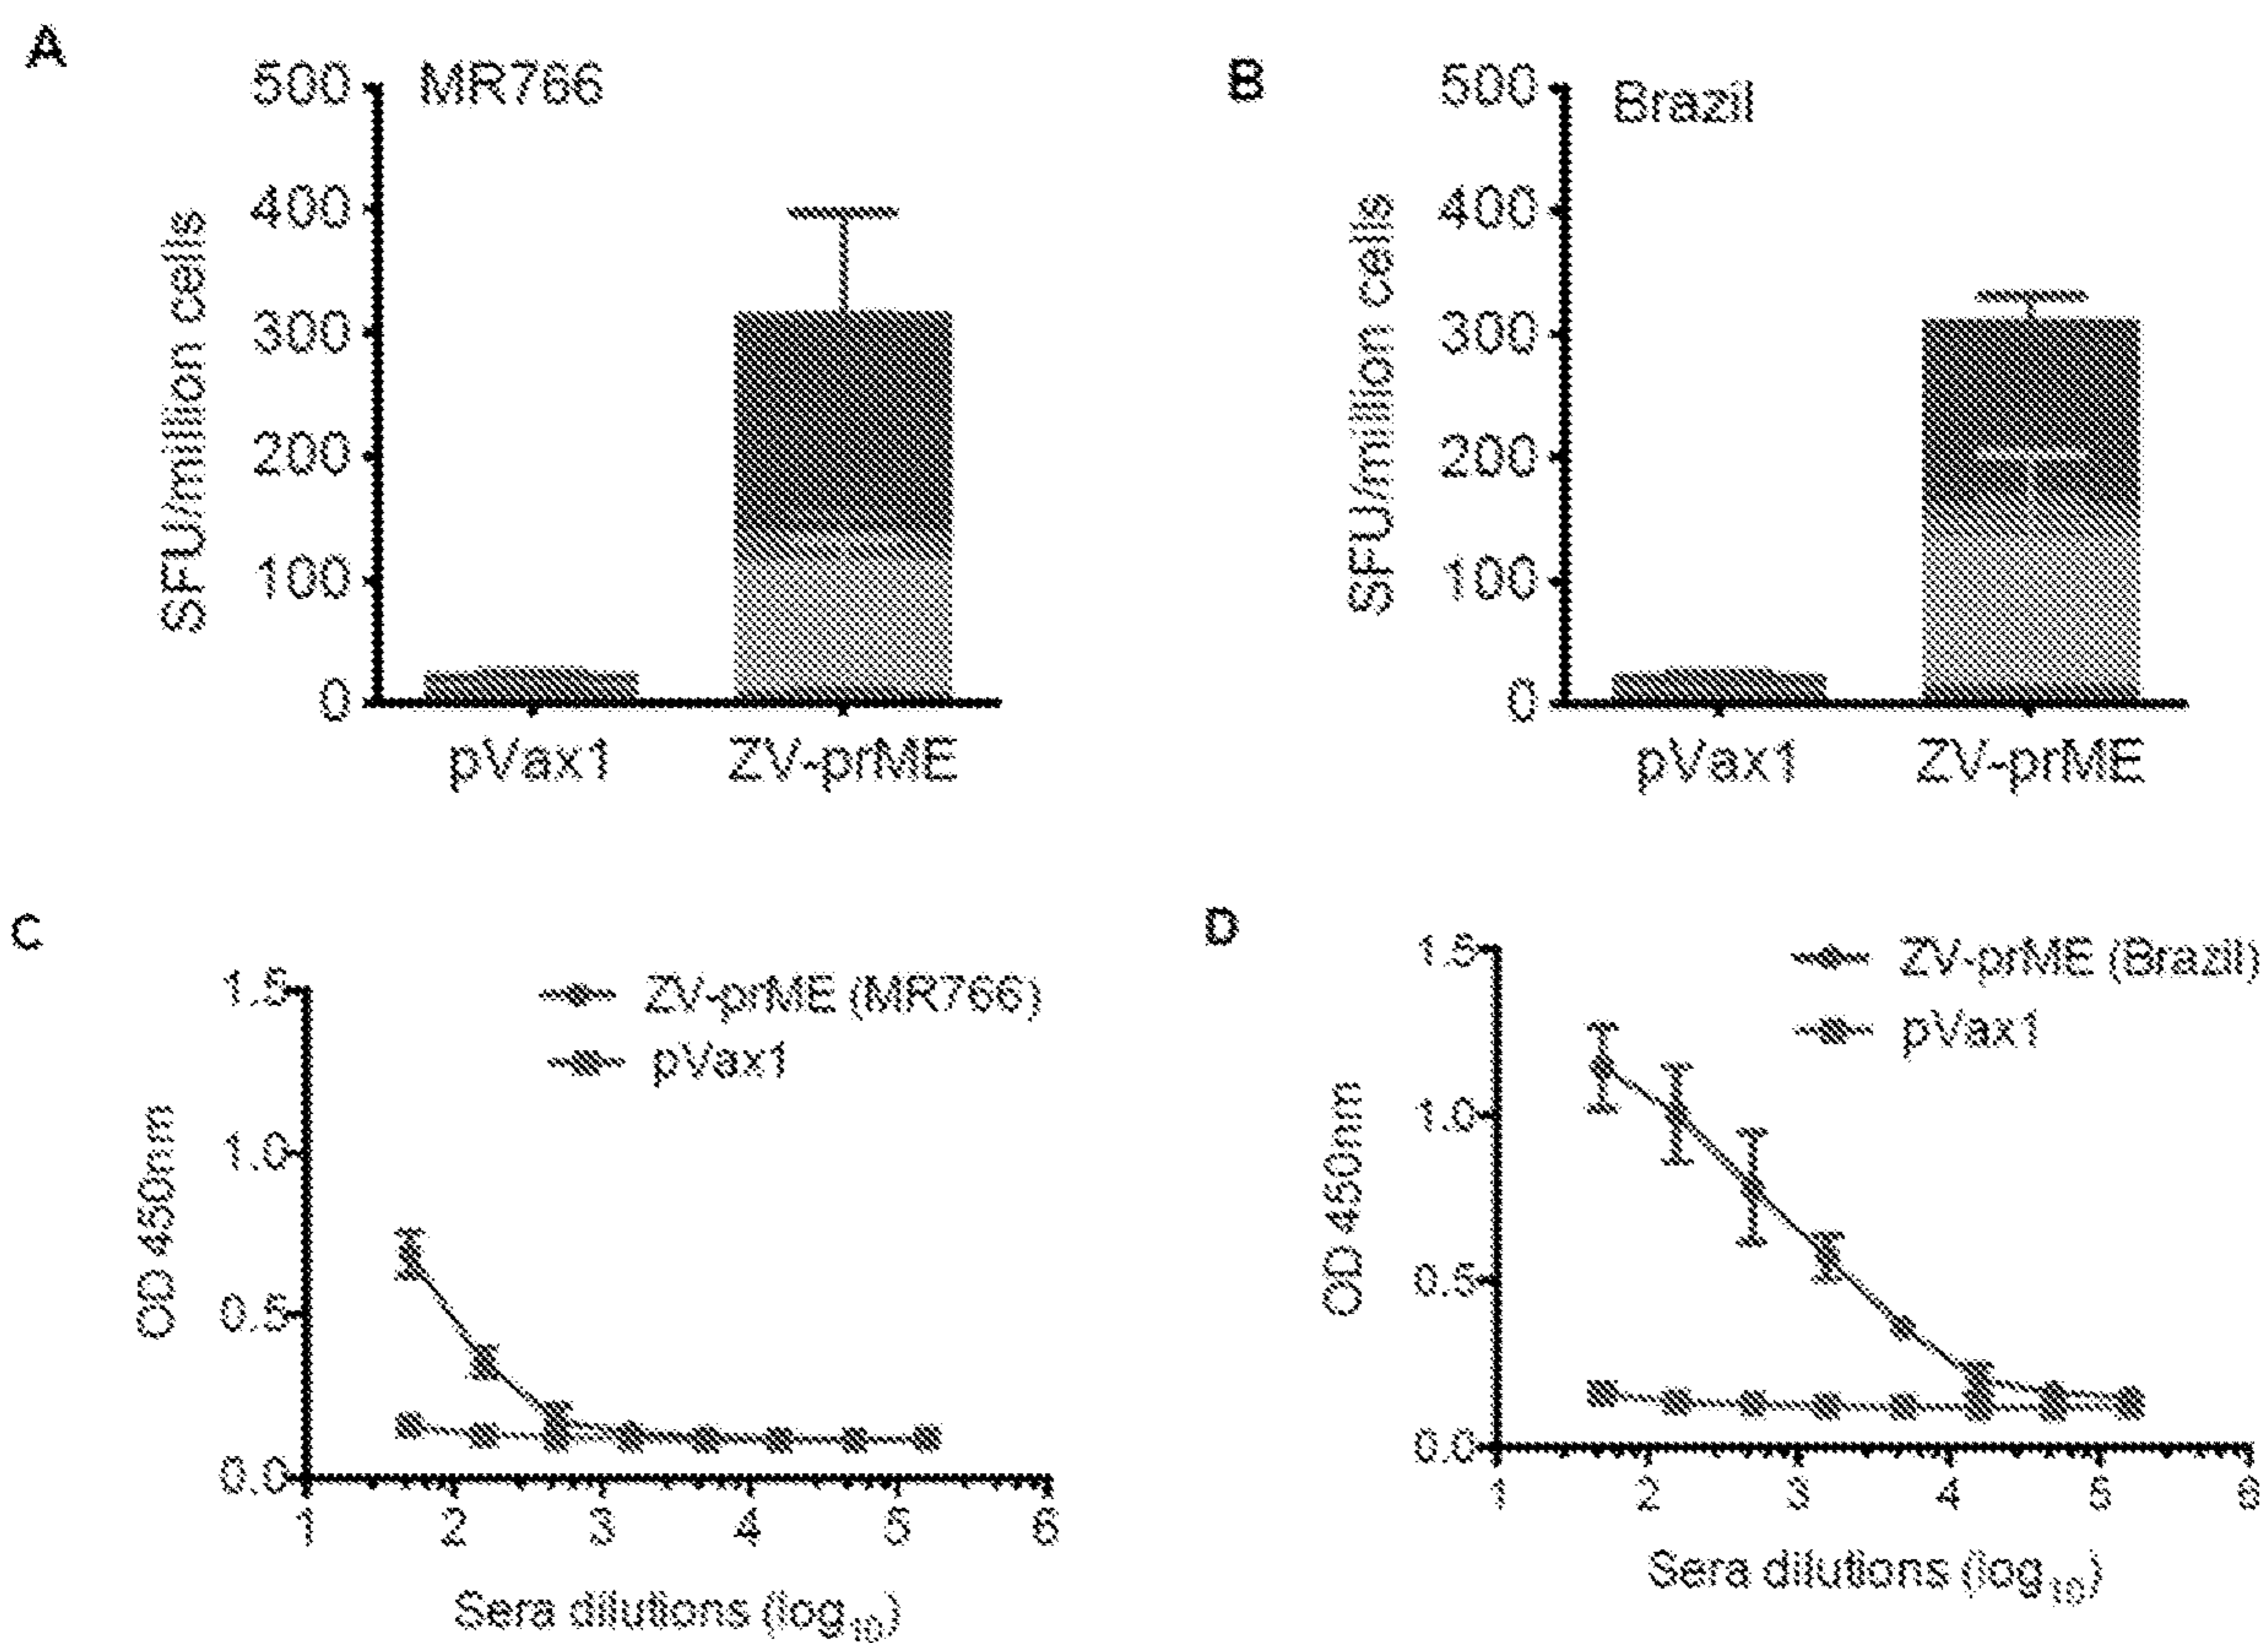 A
MR766
500
400
300
200
100
0
SFU/million cells
pVax1
ZV-prME
B
Brazil
500
400
300
200
100
0
SFU/million cells
pVax1
ZV-prME
C
ZV-prME (MR766)
pVax1
1.5
1.0
0.5
0.0
OD 450nm
1 2 3 4 5 6
Sera dilutions (log10)
D
ZV-prME (Brazil)
pVax1
1.5
1.0
0.5
0.0
OD 450nm
1 2 3 4 5 6
Sera dilutions (log10)